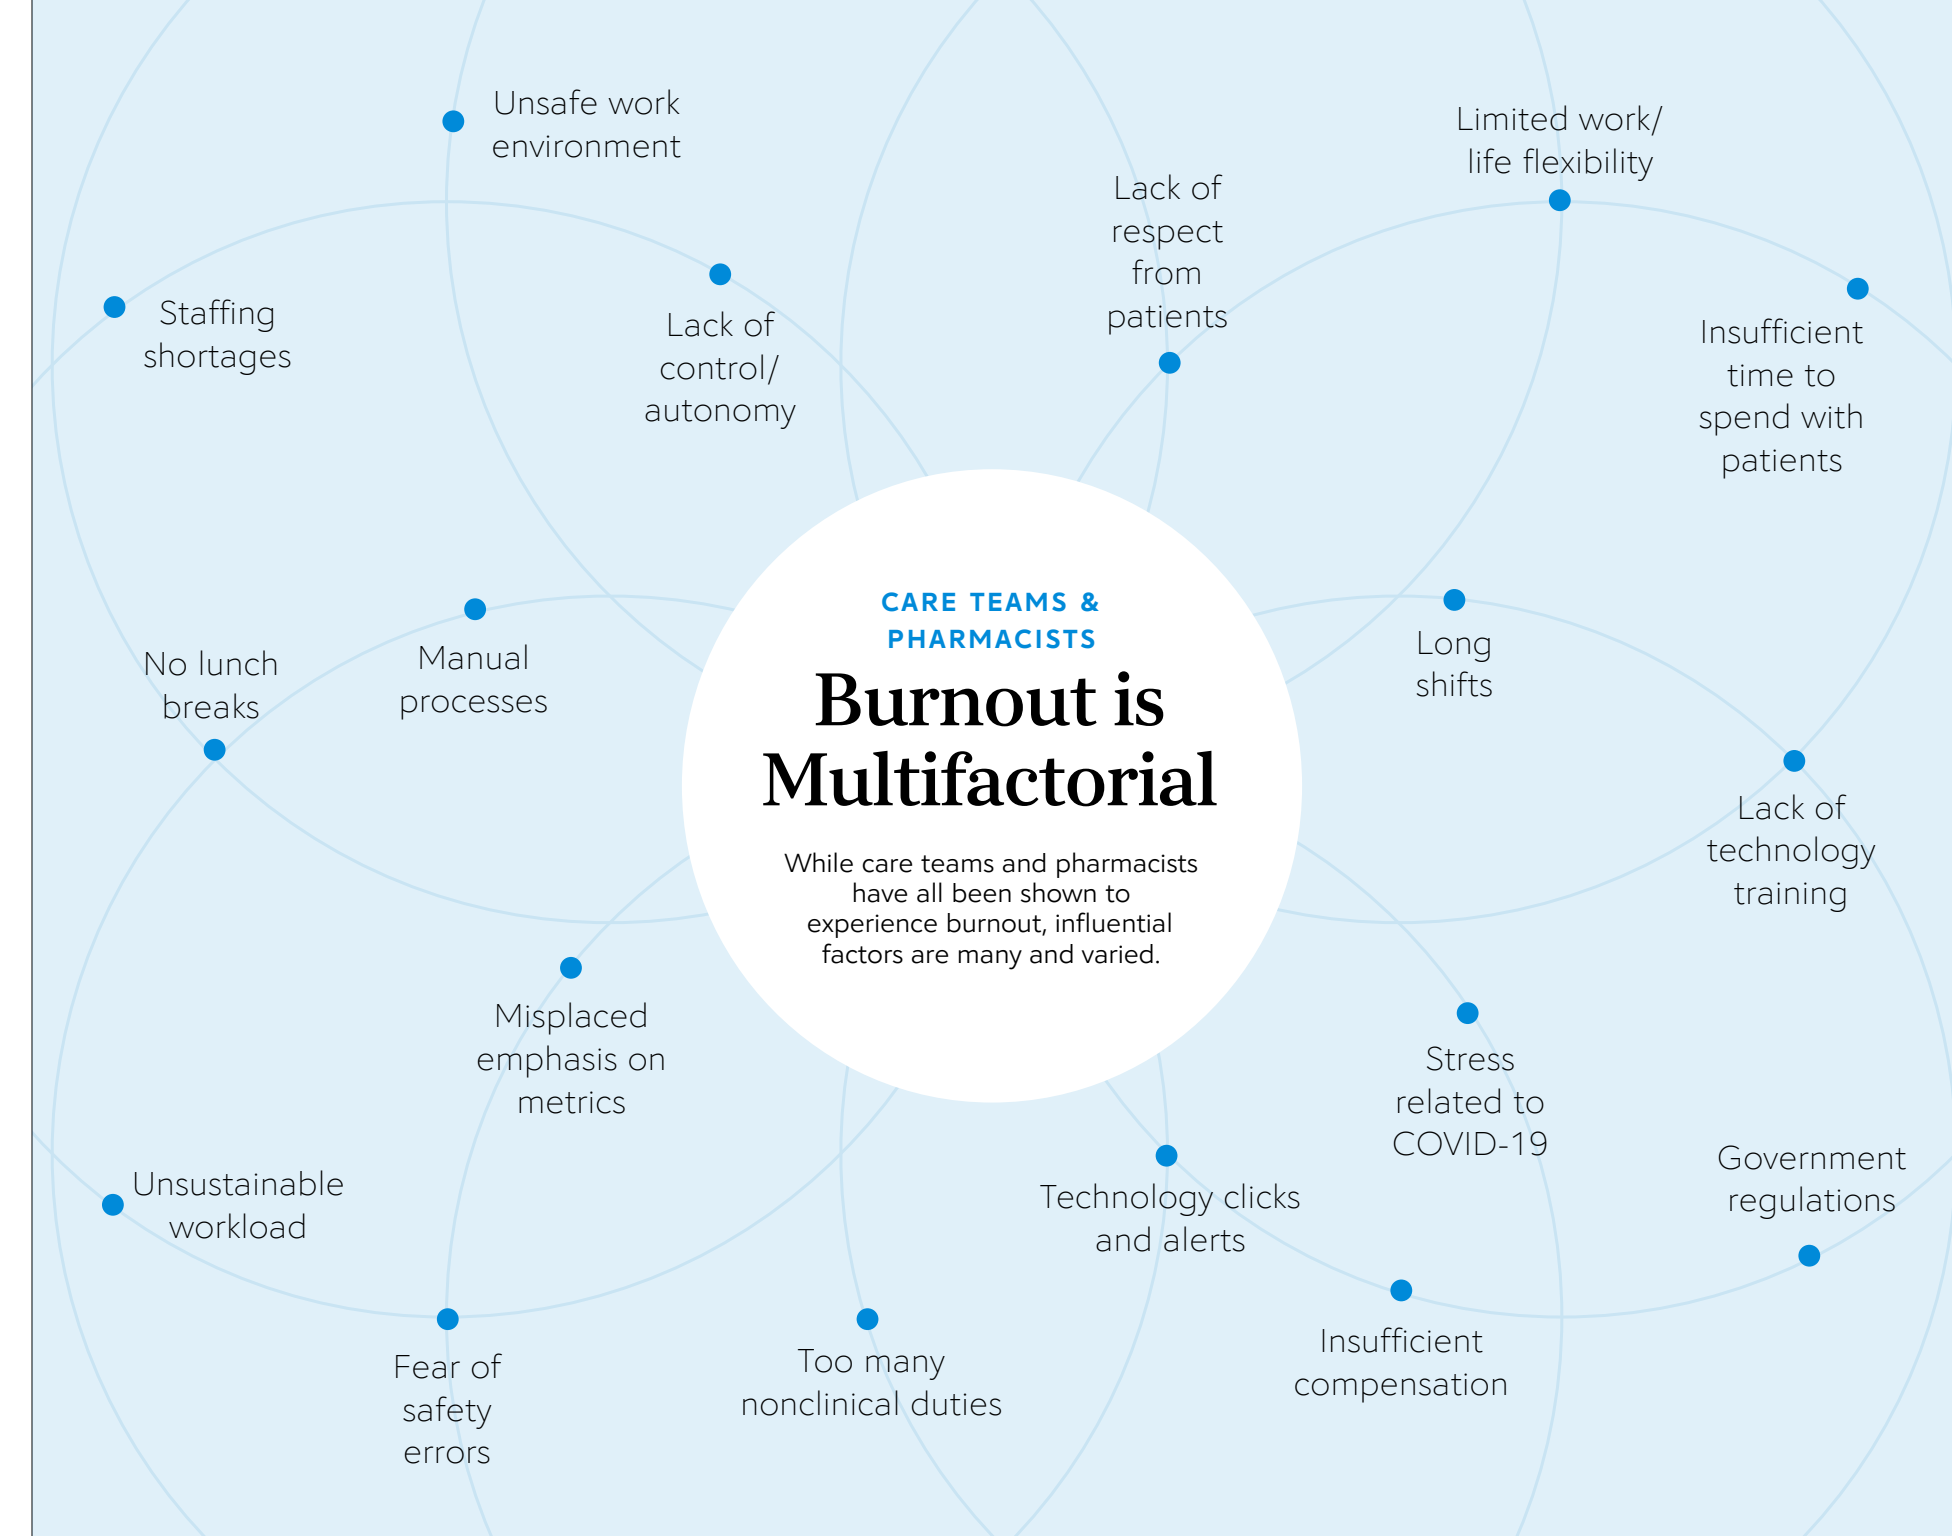 Unsafe work
environment
Limited work/
life flexibility
Lack of
respect
from
patients
Staffing
shortages
Lack of
control/
autonomy
Insufficient
time to
spend with
patients
CARE TEAMS &
PHARMACISTS
Burnout is
Multifactorial
While care teams and pharmacists
have all been shown to
experience burnout, influential
factors are many and varied.
No lunch
breaks
Manual
processes
Long
shifts
Lack of
technology
training
Misplaced
emphasis on
metrics
Stress
related to
COVID-19
Unsustainable
workload
Technology clicks
and alerts
Government
regulations
Fear of
safety
errors
Too many
nonclinical duties
Insufficient
compensation